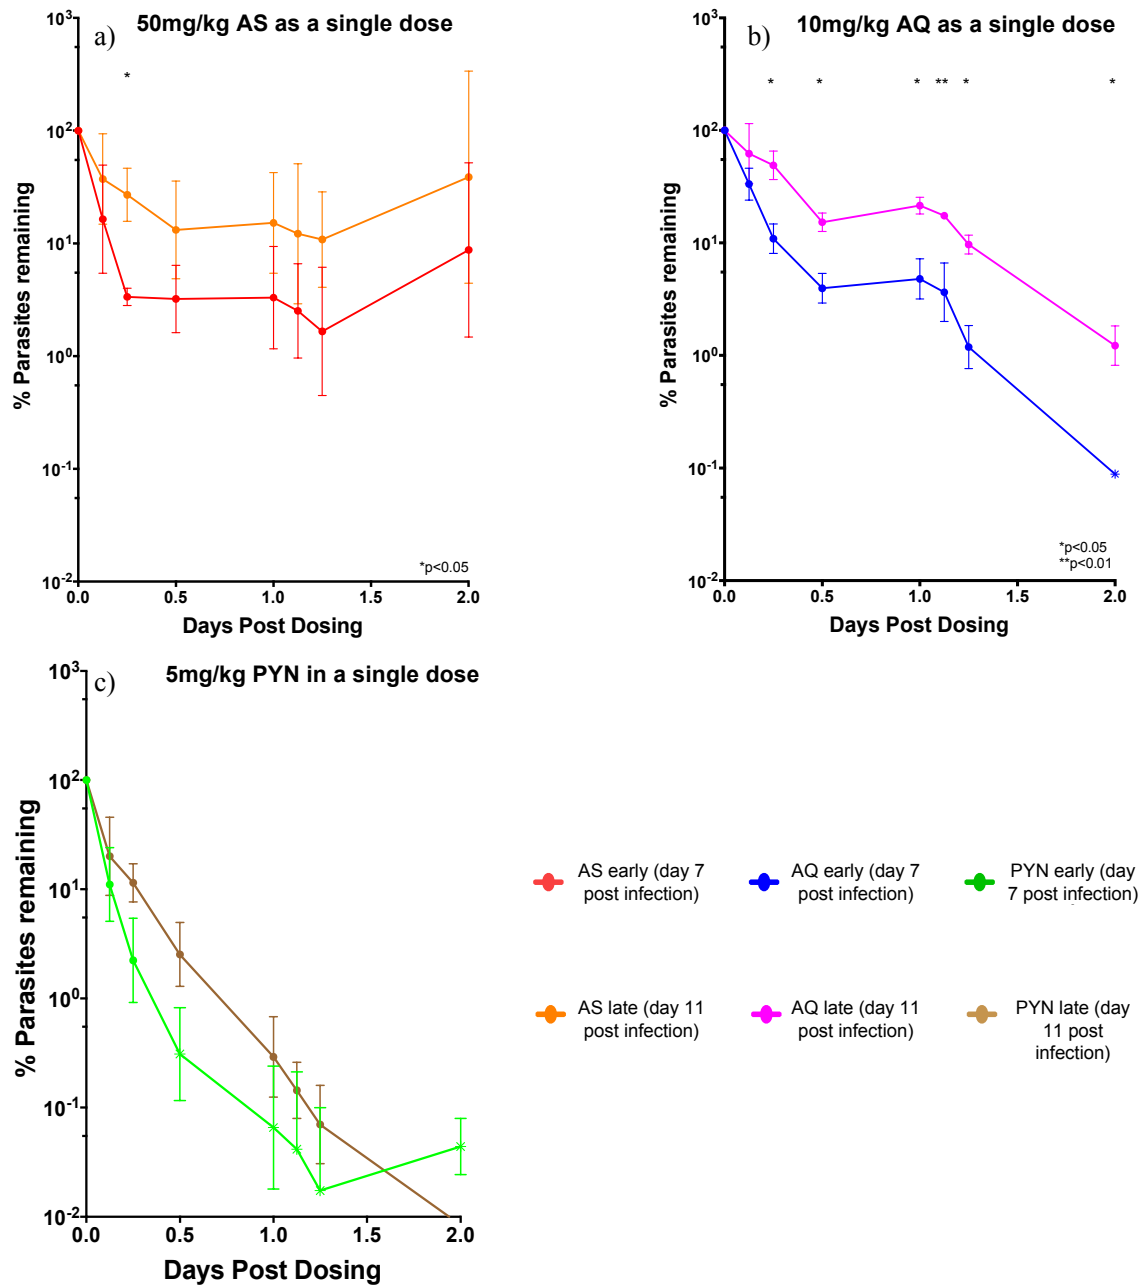 50mg/kg AS as a single dose
a)
10³
*
10²
10¹
10⁰
10⁻¹
10⁻²
% Parasites remaining
*p<0.05
0.0 0.5 1.0 1.5 2.0
Days Post Dosing
10mg/kg AQ as a single dose
b)
10³
* * * ** * *
10²
10¹
10⁰
10⁻¹
10⁻²
% Parasites remaining
*p<0.05
**p<0.01
0.0 0.5 1.0 1.5 2.0
Days Post Dosing
5mg/kg PYN in a single dose
c)
10³
10²
10¹
10⁰
10⁻¹
10⁻²
% Parasites remaining
0.0 0.5 1.0 1.5 2.0
Days Post Dosing
AS early (day 7
post infection)
AQ early (day 7
post infection)
PYN early (day
7 post infection)
AS late (day 11
post infection)
AQ late (day 11
post infection)
PYN late (day
11 post
infection)